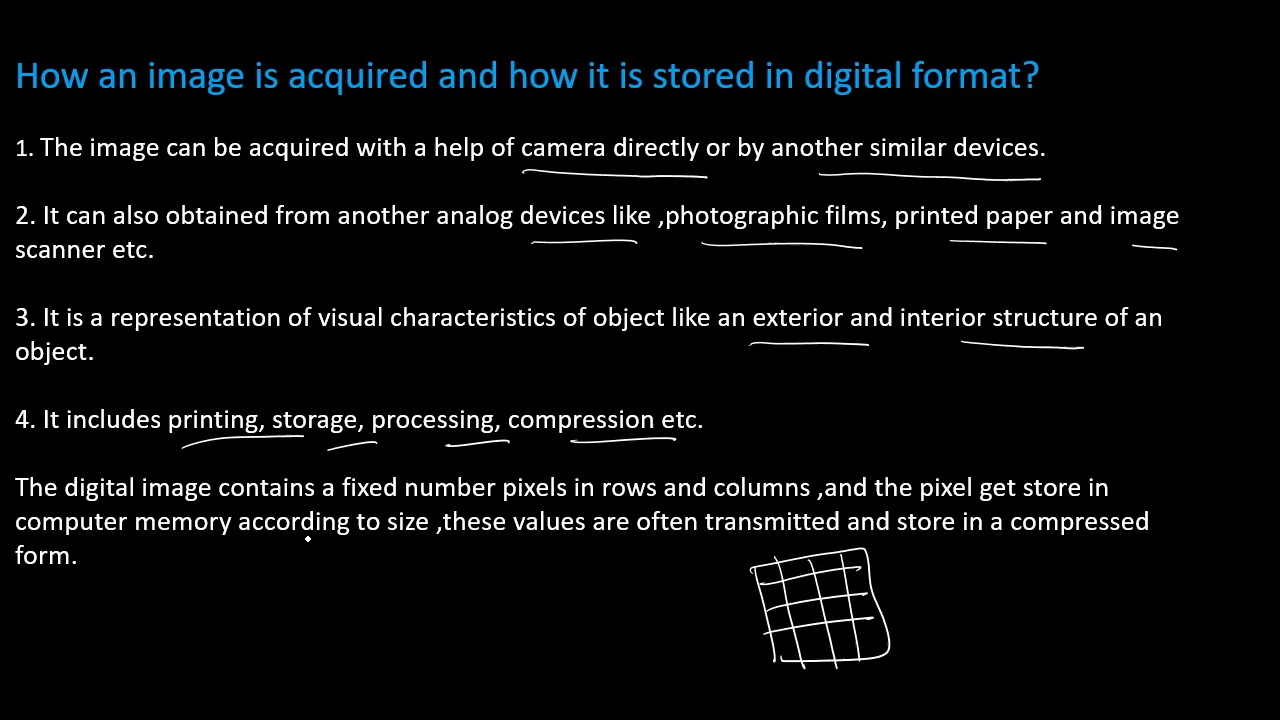 How an image is acquired and how it is stored in digital format?
1. The image can be acquired with a help of camera directly or by another similar devices.
2. It can also obtained from another analog devices like ,photographic films, printed paper and image
scanner etc.
3. It is a representation of visual characteristics of object like an exterior and interior structure of an
object.
4. It includes printing, storage, processing, compression etc.
The digital image contains a fixed number pixels in rows and columns ,and the pixel get store in
computer memory according to size ,these values are often transmitted and store in a compressed
form.